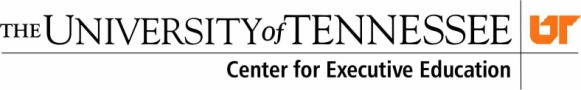 THE UNIVERSITY of TENNESSEE UT
Center for Executive Education